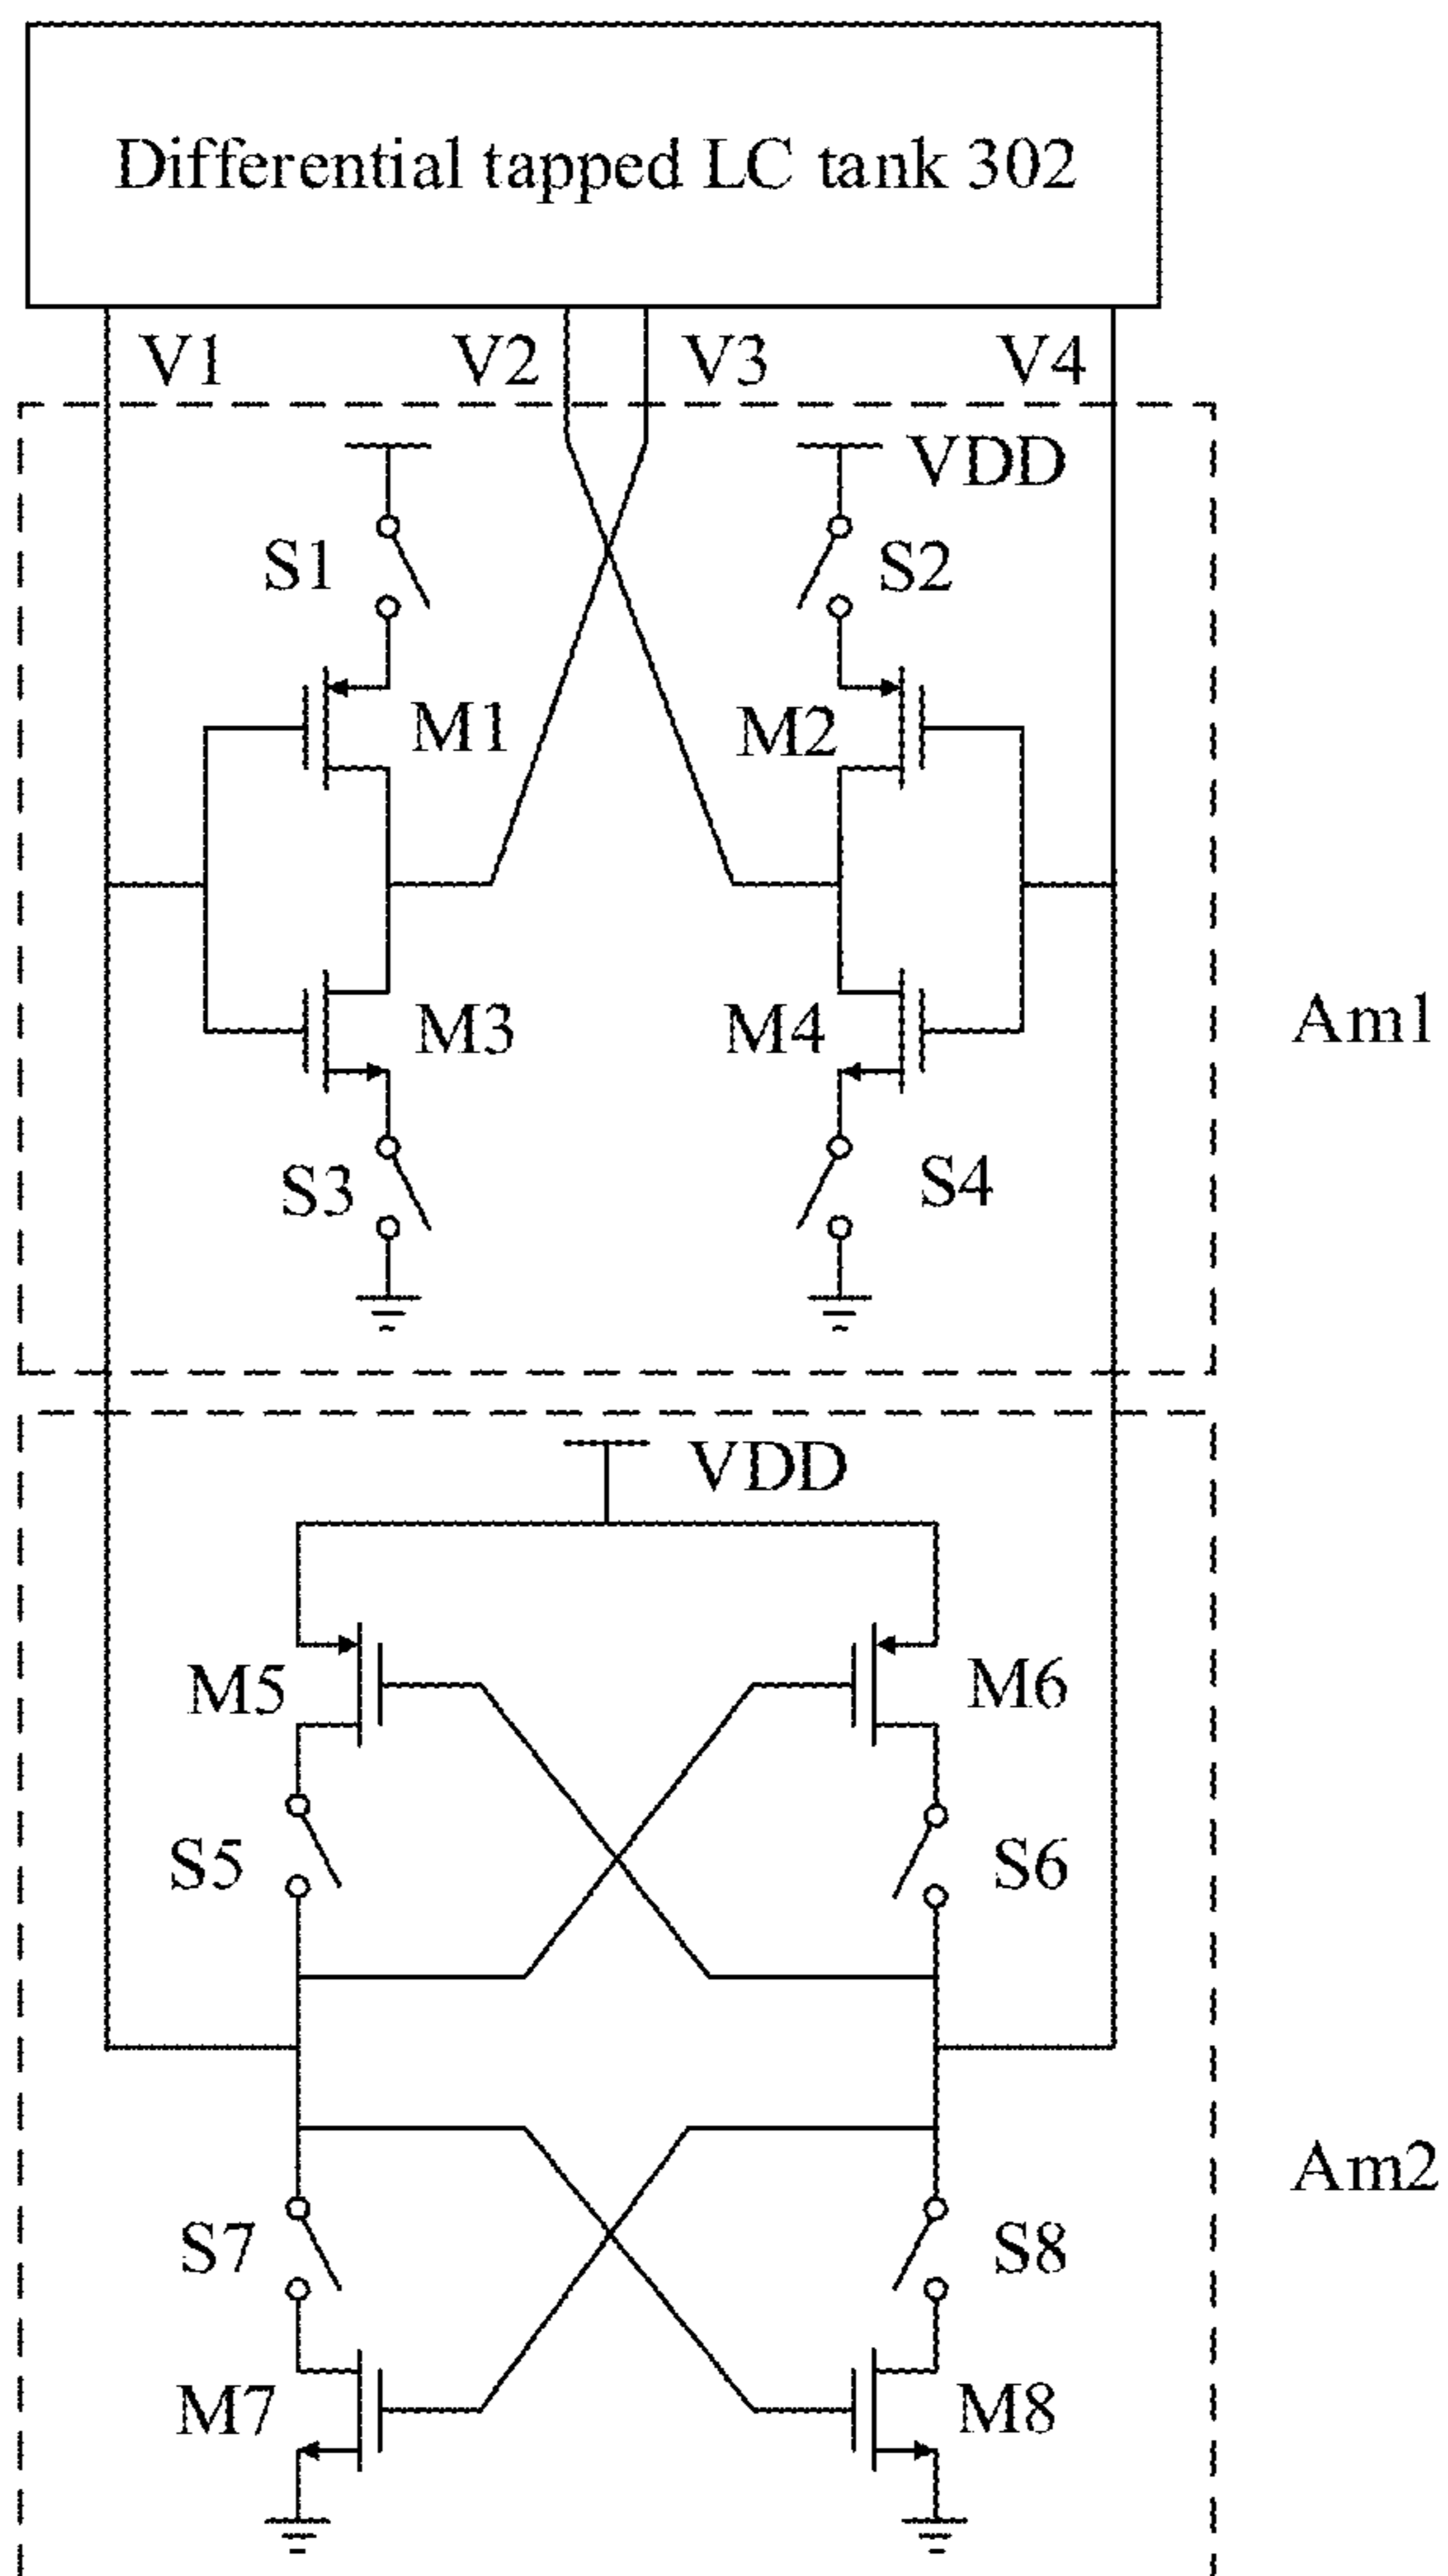 Differential tapped LC tank 302
V1 V2 V3 V4
VDD
S1 S2
M1 M2
M3 M4
Am1
S3 S4
VDD
M5 M6
S5 S6
Am2
S7 S8
M7 M8